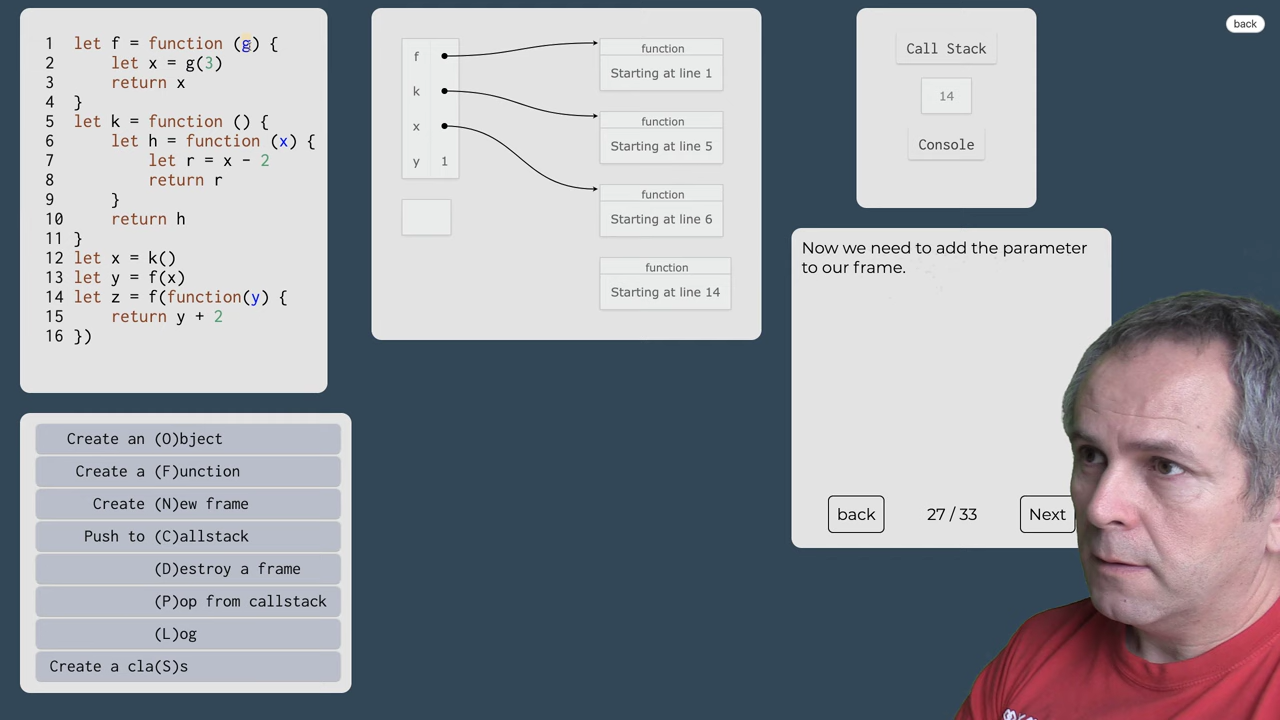 back
1 let f = function (g) {
2 let x = g(3)
3 return x
4 }
5 let k = function () {
6 let h = function (x) {
7 let r = x - 2
8 return r
9 }
10 return h
11 }
12 let x = k()
13 let y = f(x)
14 let z = f(function(y) {
15 return y + 2
16 })
f
k
x
y 1
function
Starting at line 1
function
Starting at line 5
function
Starting at line 6
function
Starting at line 14
Call Stack
14
Console
Now we need to add the parameter
to our frame.
back 27 / 33 Next
Create an (O)bject
Create a (F)unction
Create (N)ew frame
Push to (C)allstack
(D)estroy a frame
(P)op from callstack
(L)og
Create a cla(S)s